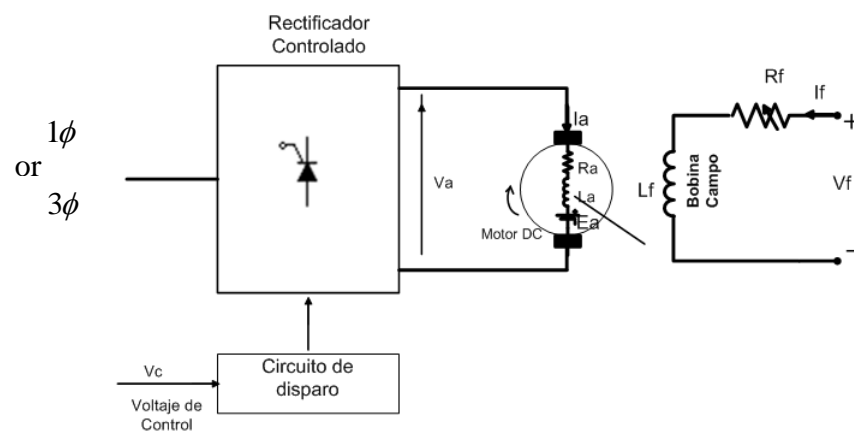 Rectificador
Controlado
1ϕ
or
3ϕ
Va
Ia
Ra
La
Ea
Motor DC
Lf
Bobina
Campo
Rf
If
+
Vf
-
Vc
Voltaje de
Control
Circuito de
disparo